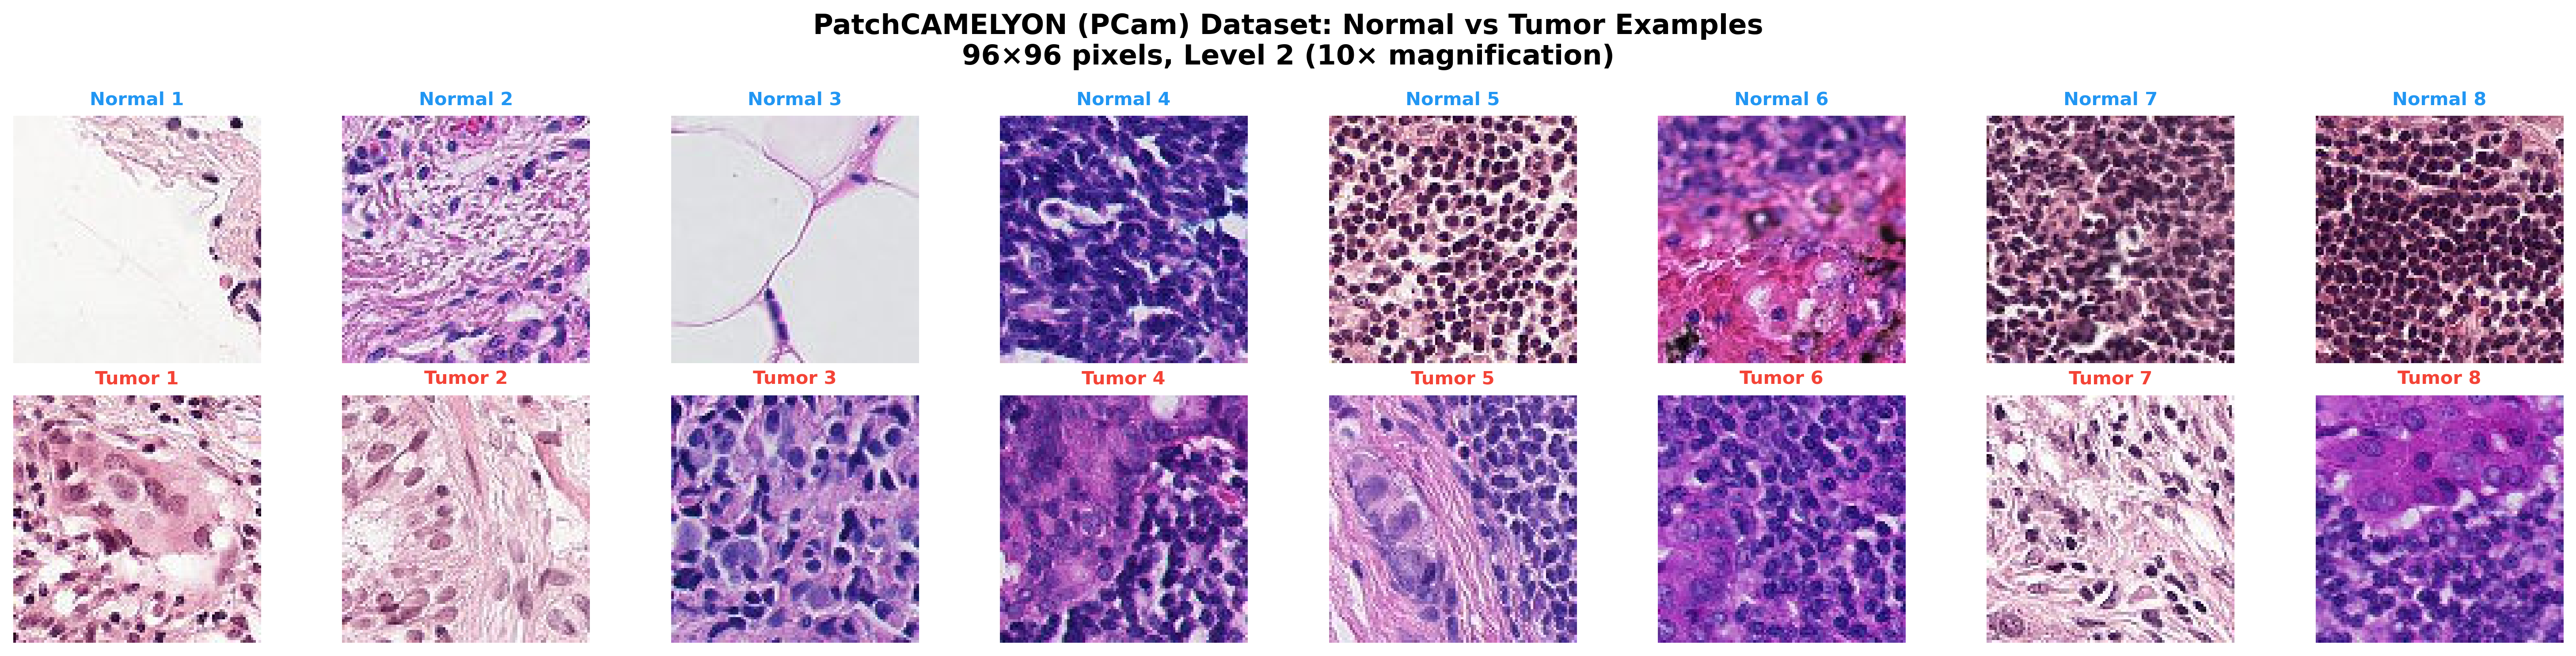 PatchCAMELYON (PCam) Dataset: Normal vs Tumor Examples
96×96 pixels, Level 2 (10× magnification)
Normal 1
Normal 2
Normal 3
Normal 4
Normal 5
Normal 6
Normal 7
Normal 8
Tumor 1
Tumor 2
Tumor 3
Tumor 4
Tumor 5
Tumor 6
Tumor 7
Tumor 8